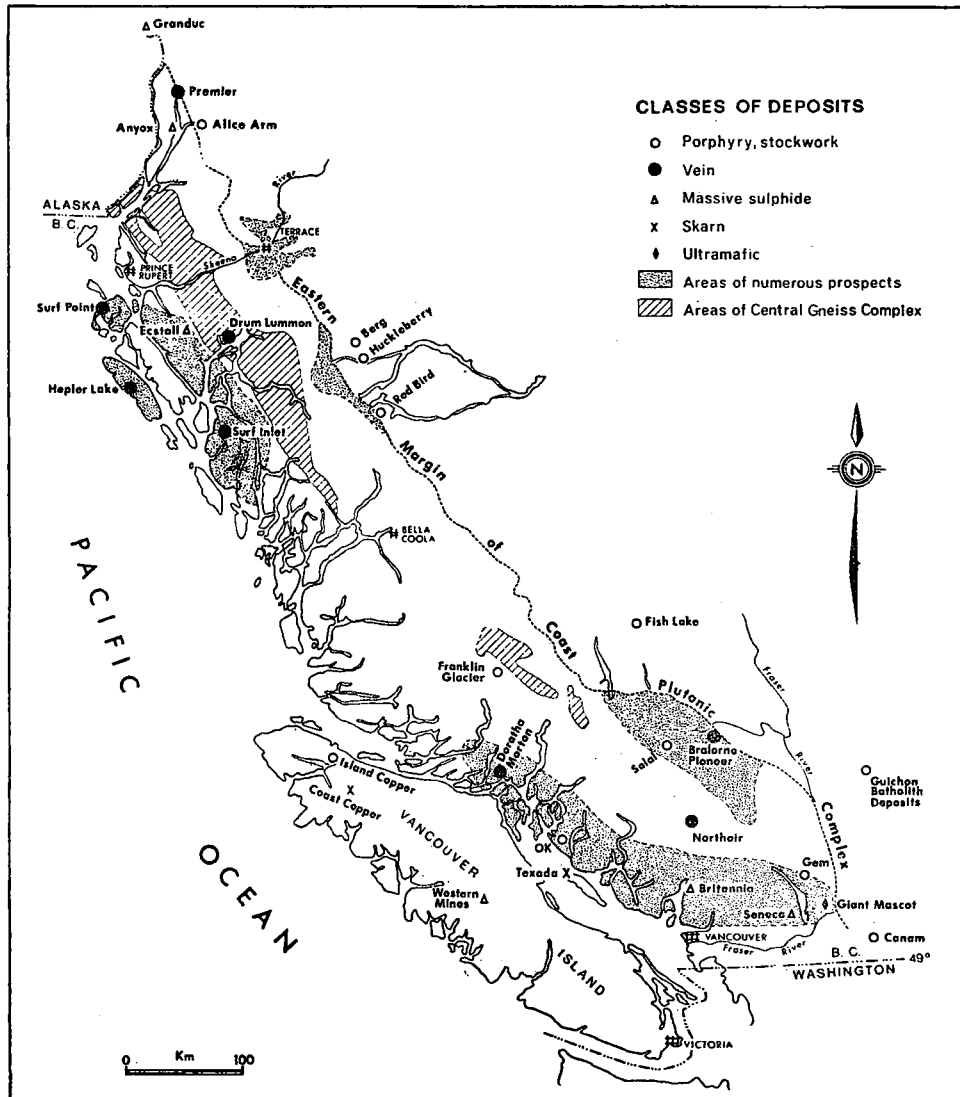 Granduc
Premier
Anyox
Alice Arm
ALASKA
B.C.
River
TERRACE
Skeena
PRINCE
RUPERT
Surf Point
Ecstall
Drum Lummon
Hepler Lake
Surf Inlet
Berg
Huckleberry
Red Bird
BELLA
COOLA
Eastern
Margin
of
Coast
Plutonic
Complex
CLASSES OF DEPOSITS
Porphyry, stockwork
Vein
Massive sulphide
Skarn
Ultramafic
Areas of numerous prospects
Areas of Central Gneiss Complex
N
PACIFIC
OCEAN
Fish Lake
Franklin
Glacier
Fraser
River
Salal
Bralorne
Pioneer
Guichon
Batholith
Deposits
Doratha
Morton
Island Copper
Coast Copper
VANCOUVER
ISLAND
Northair
OK
Texada
Gem
Western
Mines
Britannia
Seneca
Giant Mascot
VANCOUVER
Fraser
River
Canam
B.C.
49°
WASHINGTON
VICTORIA
0 Km 100